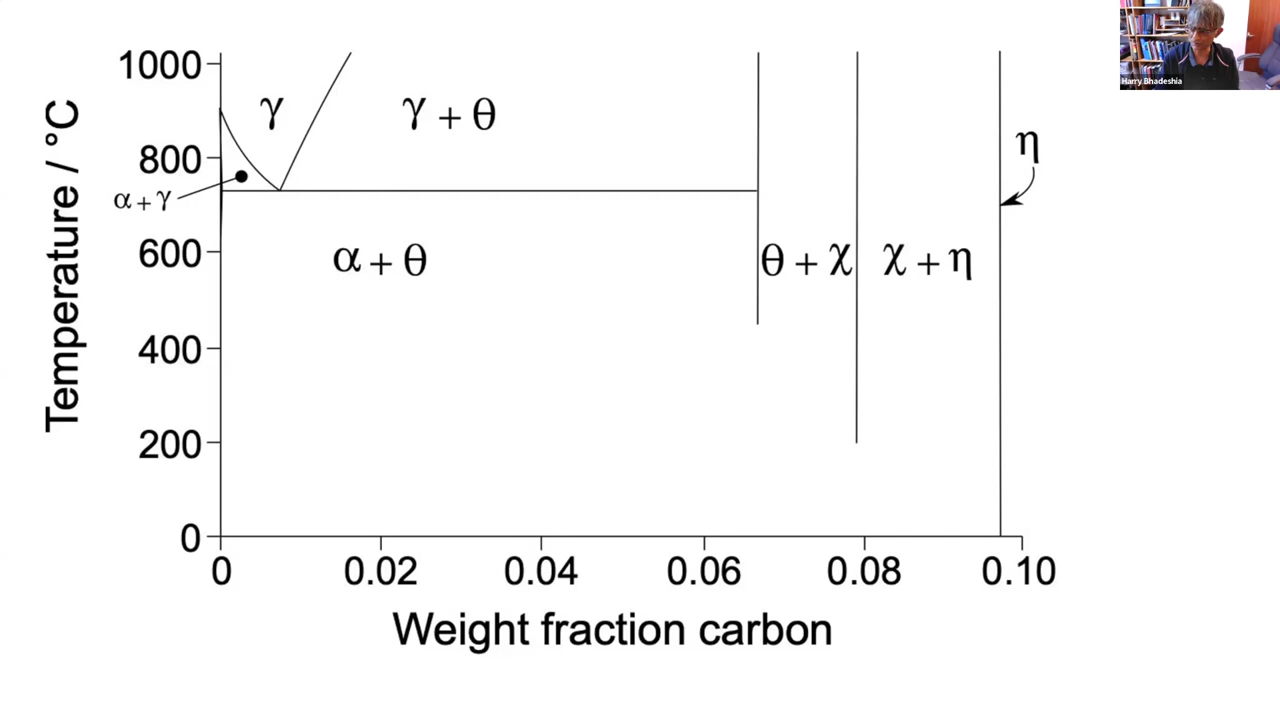 Harry Bhadeshia
1000
800
600
400
200
0
Temperature / °C
γ
γ + θ
η
α + γ
α + θ
θ + χ
χ + η
0
0.02
0.04
0.06
0.08
0.10
Weight fraction carbon